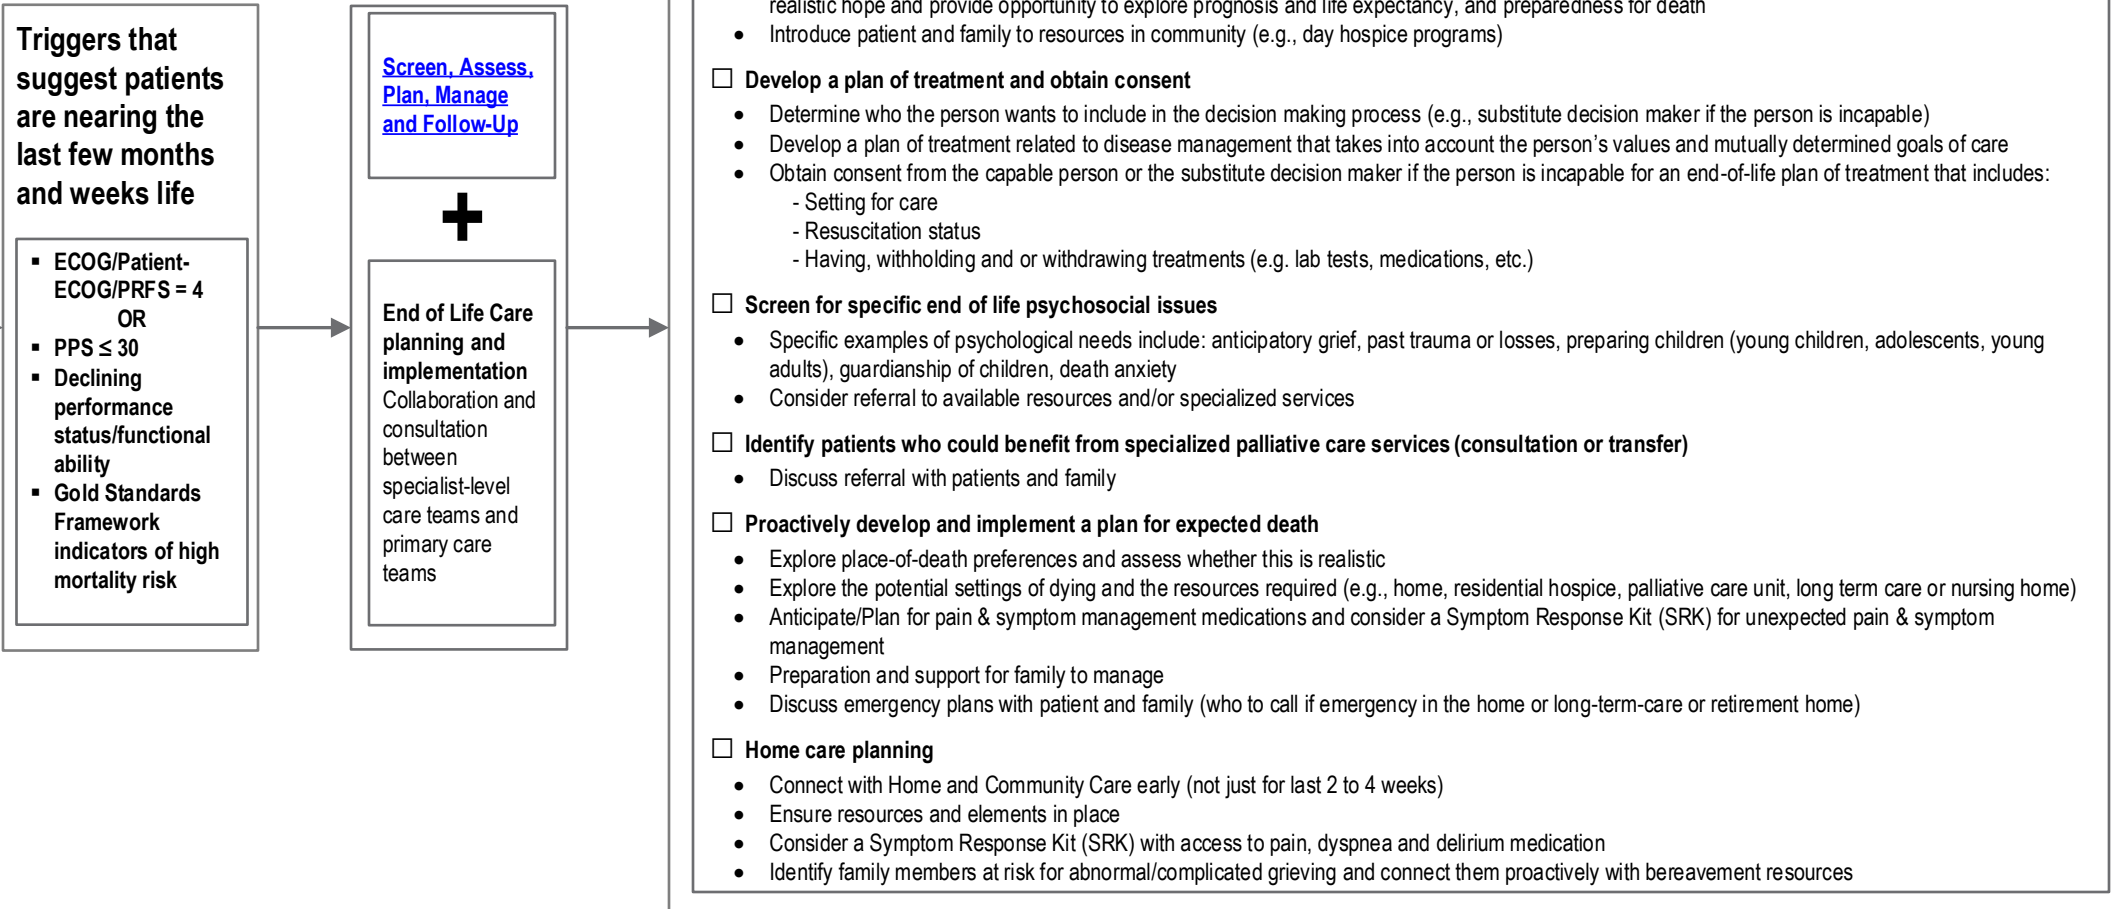 Triggers that
suggest patients
are nearing the
last few months
and weeks life
▪ ECOG/Patient-
ECOG/PRFS = 4
OR
▪ PPS ≤ 30
▪ Declining
performance
status/functional
ability
▪ Gold Standards
Framework
indicators of high
mortality risk
Screen, Assess,
Plan, Manage
and Follow-Up
+
End of Life Care
planning and
implementation
Collaboration and
consultation
between
specialist-level
care teams and
primary care
teams
realistic hope and provide opportunity to explore prognosis and life expectancy, and preparedness for death
• Introduce patient and family to resources in community (e.g., day hospice programs)
☐ Develop a plan of treatment and obtain consent
• Determine who the person wants to include in the decision making process (e.g., substitute decision maker if the person is incapable)
• Develop a plan of treatment related to disease management that takes into account the person's values and mutually determined goals of care
• Obtain consent from the capable person or the substitute decision maker if the person is incapable for an end-of-life plan of treatment that includes:
- Setting for care
- Resuscitation status
- Having, withholding and or withdrawing treatments (e.g. lab tests, medications, etc.)
☐ Screen for specific end of life psychosocial issues
• Specific examples of psychological needs include: anticipatory grief, past trauma or losses, preparing children (young children, adolescents, young
adults), guardianship of children, death anxiety
• Consider referral to available resources and/or specialized services
☐ Identify patients who could benefit from specialized palliative care services (consultation or transfer)
• Discuss referral with patients and family
☐ Proactively develop and implement a plan for expected death
• Explore place-of-death preferences and assess whether this is realistic
• Explore the potential settings of dying and the resources required (e.g., home, residential hospice, palliative care unit, long term care or nursing home)
• Anticipate/Plan for pain & symptom management medications and consider a Symptom Response Kit (SRK) for unexpected pain & symptom
management
• Preparation and support for family to manage
• Discuss emergency plans with patient and family (who to call if emergency in the home or long-term-care or retirement home)
☐ Home care planning
• Connect with Home and Community Care early (not just for last 2 to 4 weeks)
• Ensure resources and elements in place
• Consider a Symptom Response Kit (SRK) with access to pain, dyspnea and delirium medication
• Identify family members at risk for abnormal/complicated grieving and connect them proactively with bereavement resources